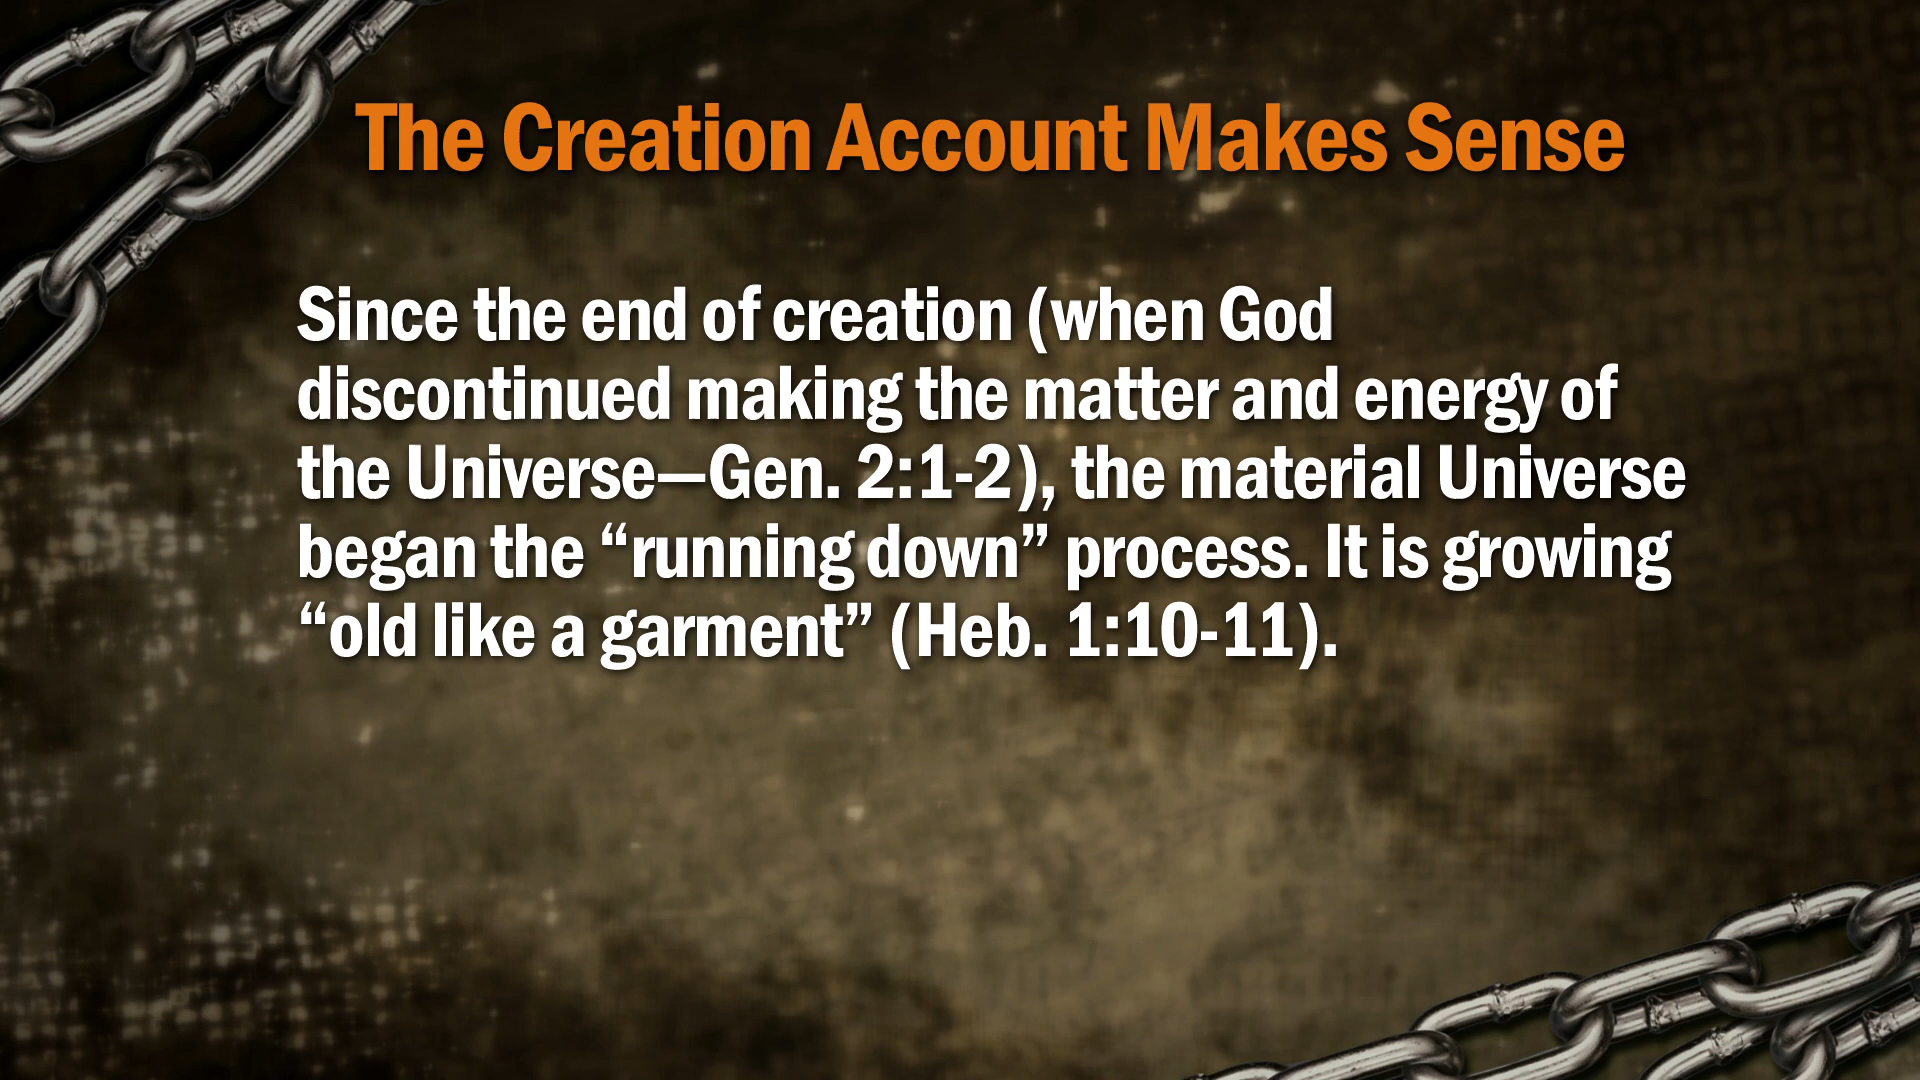 The Creation Account Makes Sense
Since the end of creation (when God
discontinued making the matter and energy of
the Universe—Gen. 2:1-2), the material Universe
began the “running down” process. It is growing
“old like a garment” (Heb. 1:10-11).